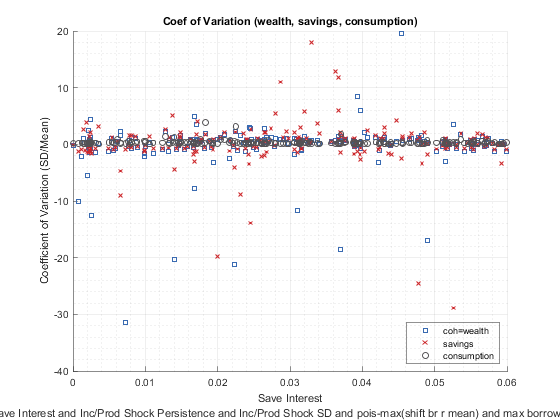 Coef of Variation (wealth, savings, consumption)
20
10
0
-10
-20
-30
-40
Coefficient of Variation (SD/Mean)
0
0.01
0.02
0.03
0.04
0.05
0.06
Save Interest
coh=wealth
savings
consumption
Interest and Inc/Prod Shock Persistence and Inc/Prod Shock SD and pois-max(shift br r mean) and max